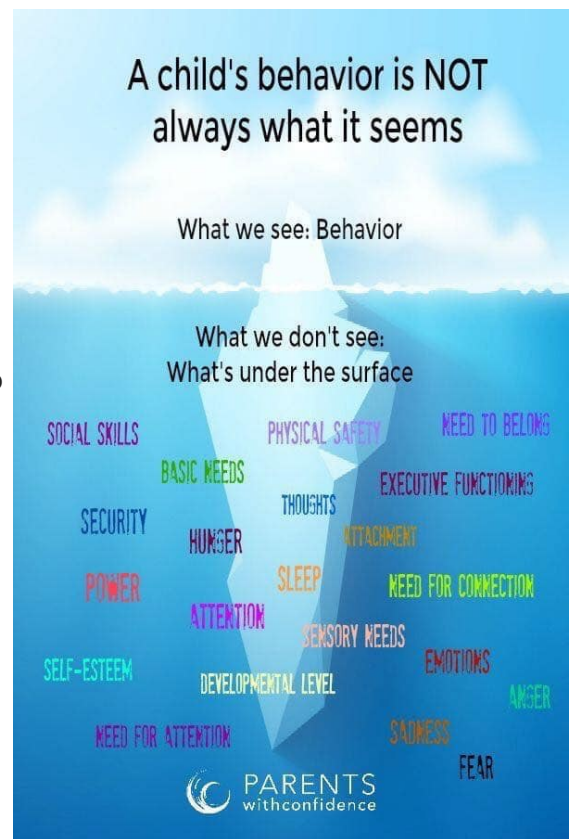 A child's behavior is NOT
always what it seems
What we see: Behavior
What we don't see:
What's under the surface
SOCIAL SKILLS
PHYSICAL SAFETY
NEED TO BELONG
BASIC NEEDS
EXECUTIVE FUNCTIONING
THOUGHTS
SECURITY
HUNGER
ATTACHMENT
POWER
SLEEP
NEED FOR CONNECTION
ATTENTION
SENSORY NEEDS
SELF-ESTEEM
DEVELOPMENTAL LEVEL
EMOTIONS
ANGER
NEED FOR ATTENTION
SADNESS
FEAR
PARENTS
withconfidence